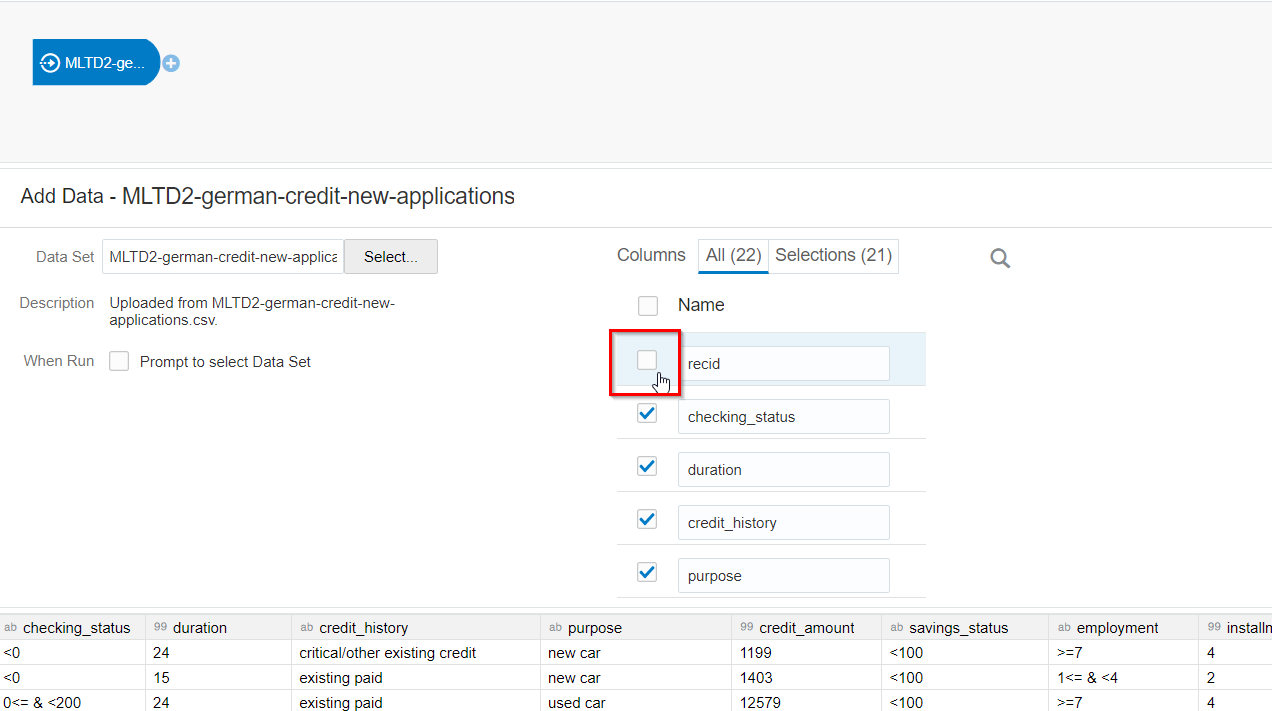 MLTD2-ge...
Add Data - MLTD2-german-credit-new-applications
Data Set MLTD2-german-credit-new-applica Select...
Description Uploaded from MLTD2-german-credit-new-
applications.csv.
When Run Prompt to select Data Set
Columns All (22) Selections (21)
Name
recid
checking_status
duration
credit_history
purpose
ab checking_status 99 duration ab credit_history ab purpose 99 credit_amount ab savings_status ab employment 99 installm
<0 24 critical/other existing credit new car 1199 <100 >=7 4
<0 15 existing paid new car 1403 <100 1<= & <4 2
0<= & <200 24 existing paid used car 12579 <100 >=7 4